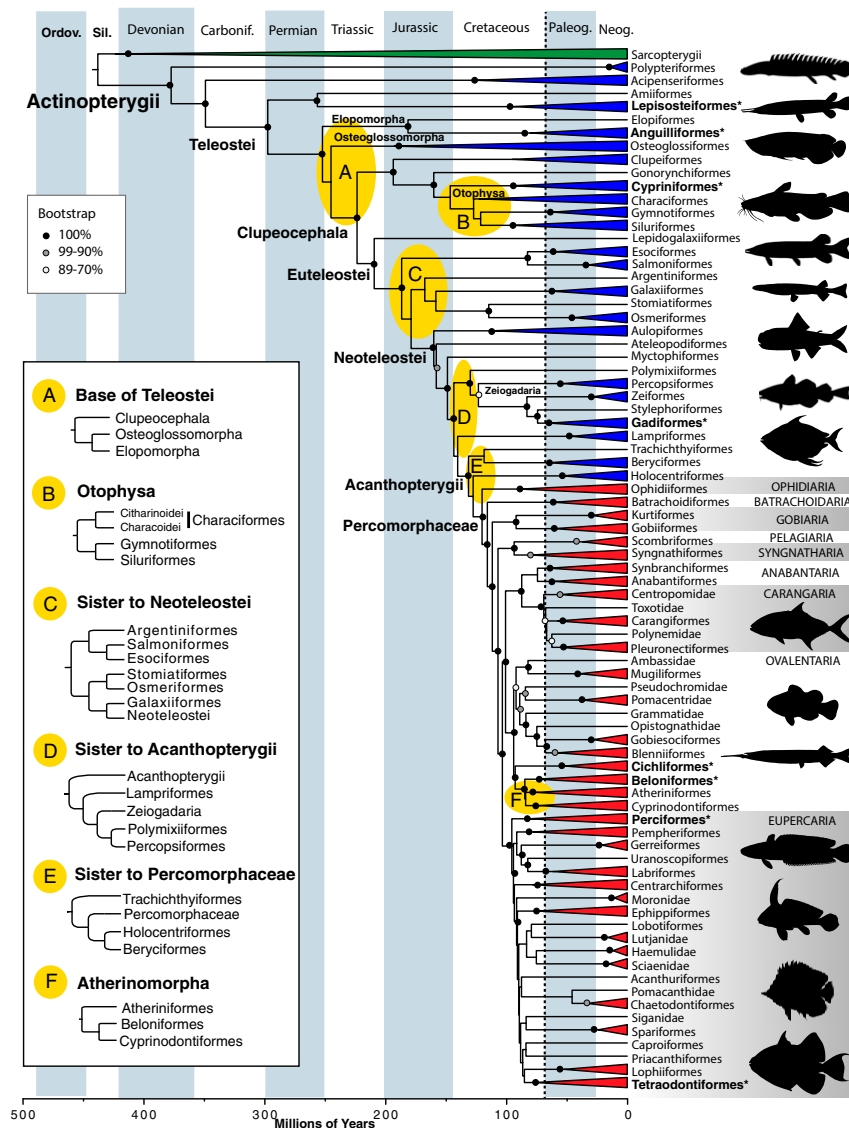 Ordov. Sil. Devonian Carbonif. Permian Triassic Jurassic Cretaceous Paleog. Neog.
Sarcopterygii
Polypteriformes
Acipenseriformes
Actinopterygii
Amiiformes
Lepisosteiformes*
Elopomorpha
Elopiformes
Anguilliformes*
Teleostei
Osteoglossomorpha
Osteoglossiformes
Clupeiformes
A
Gonorynchiformes
Cypriniformes*
Otophysa
Characiformes
B
Gymnotiformes
Siluriformes
Bootstrap
100%
99-90%
89-70%
Clupeocephala
Lepidogalaxiiformes
Esociformes
Salmoniformes
Euteleostei
C
Argentiniformes
Galaxiiformes
Stomiatiformes
Osmeriformes
Aulopiformes
Neoteleostei
Ateleopodiformes
Myctophiformes
Polymixiiformes
Percopsiformes
Zeiogadaria
Zeiformes
Stylephoriformes
D
Gadiformes*
Lampriformes
Trachichthyiformes
E
Beryciformes
Holocentriformes
Acanthopterygii
Ophidiiformes
OPHIDIARIA
Batrachoidiformes
BATRACHOIDARIA
Percomorphaceae
Kurtiformes
GOBIARIA
Gobiiformes
Scombriformes
PELAGIARIA
Syngnathiformes
SYNGNATHARIA
Synbranchiformes
ANABANTARIA
Anabantiformes
Centropomidae
CARANGARIA
Toxotidae
Carangiformes
Polynemidae
Pleuronectiformes
Ambassidae
OVALENTARIA
Mugiliformes
Pseudochromidae
Pomacentridae
Grammatidae
Opistognathidae
Gobiesociformes
Blenniiformes
Cichliformes*
Beloniformes*
F
Atheriniformes
Cyprinodontiformes
Perciformes*
EUPERCARIA
Pempheriformes
Gerreiformes
Uranoscopiformes
Labriformes
Centrarchiformes
Moronidae
Ephippiformes
Lobotiformes
Lutjanidae
Haemulidae
Sciaenidae
Acanthuriformes
Pomacanthidae
Chaetodontiformes
Siganidae
Spariformes
Caproiformes
Priacanthiformes
Lophiiformes
Tetraodontiformes*
A Base of Teleostei
Clupeocephala
Osteoglossomorpha
Elopomorpha
B Otophysa
Citharinoidei
Characoidei
Characiformes
Gymnotiformes
Siluriformes
C Sister to Neoteleostei
Argentiniformes
Salmoniformes
Esociformes
Stomiatiformes
Osmeriformes
Galaxiiformes
Neoteleostei
D Sister to Acanthopterygii
Acanthopterygii
Lampriformes
Zeiogadaria
Polymixiiformes
Percopsiformes
E Sister to Percomorphaceae
Trachichthyiformes
Percomorphaceae
Holocentriformes
Beryciformes
F Atherinomorpha
Atheriniformes
Beloniformes
Cyprinodontiformes
500 400 300 200 100 0
Millions of Years